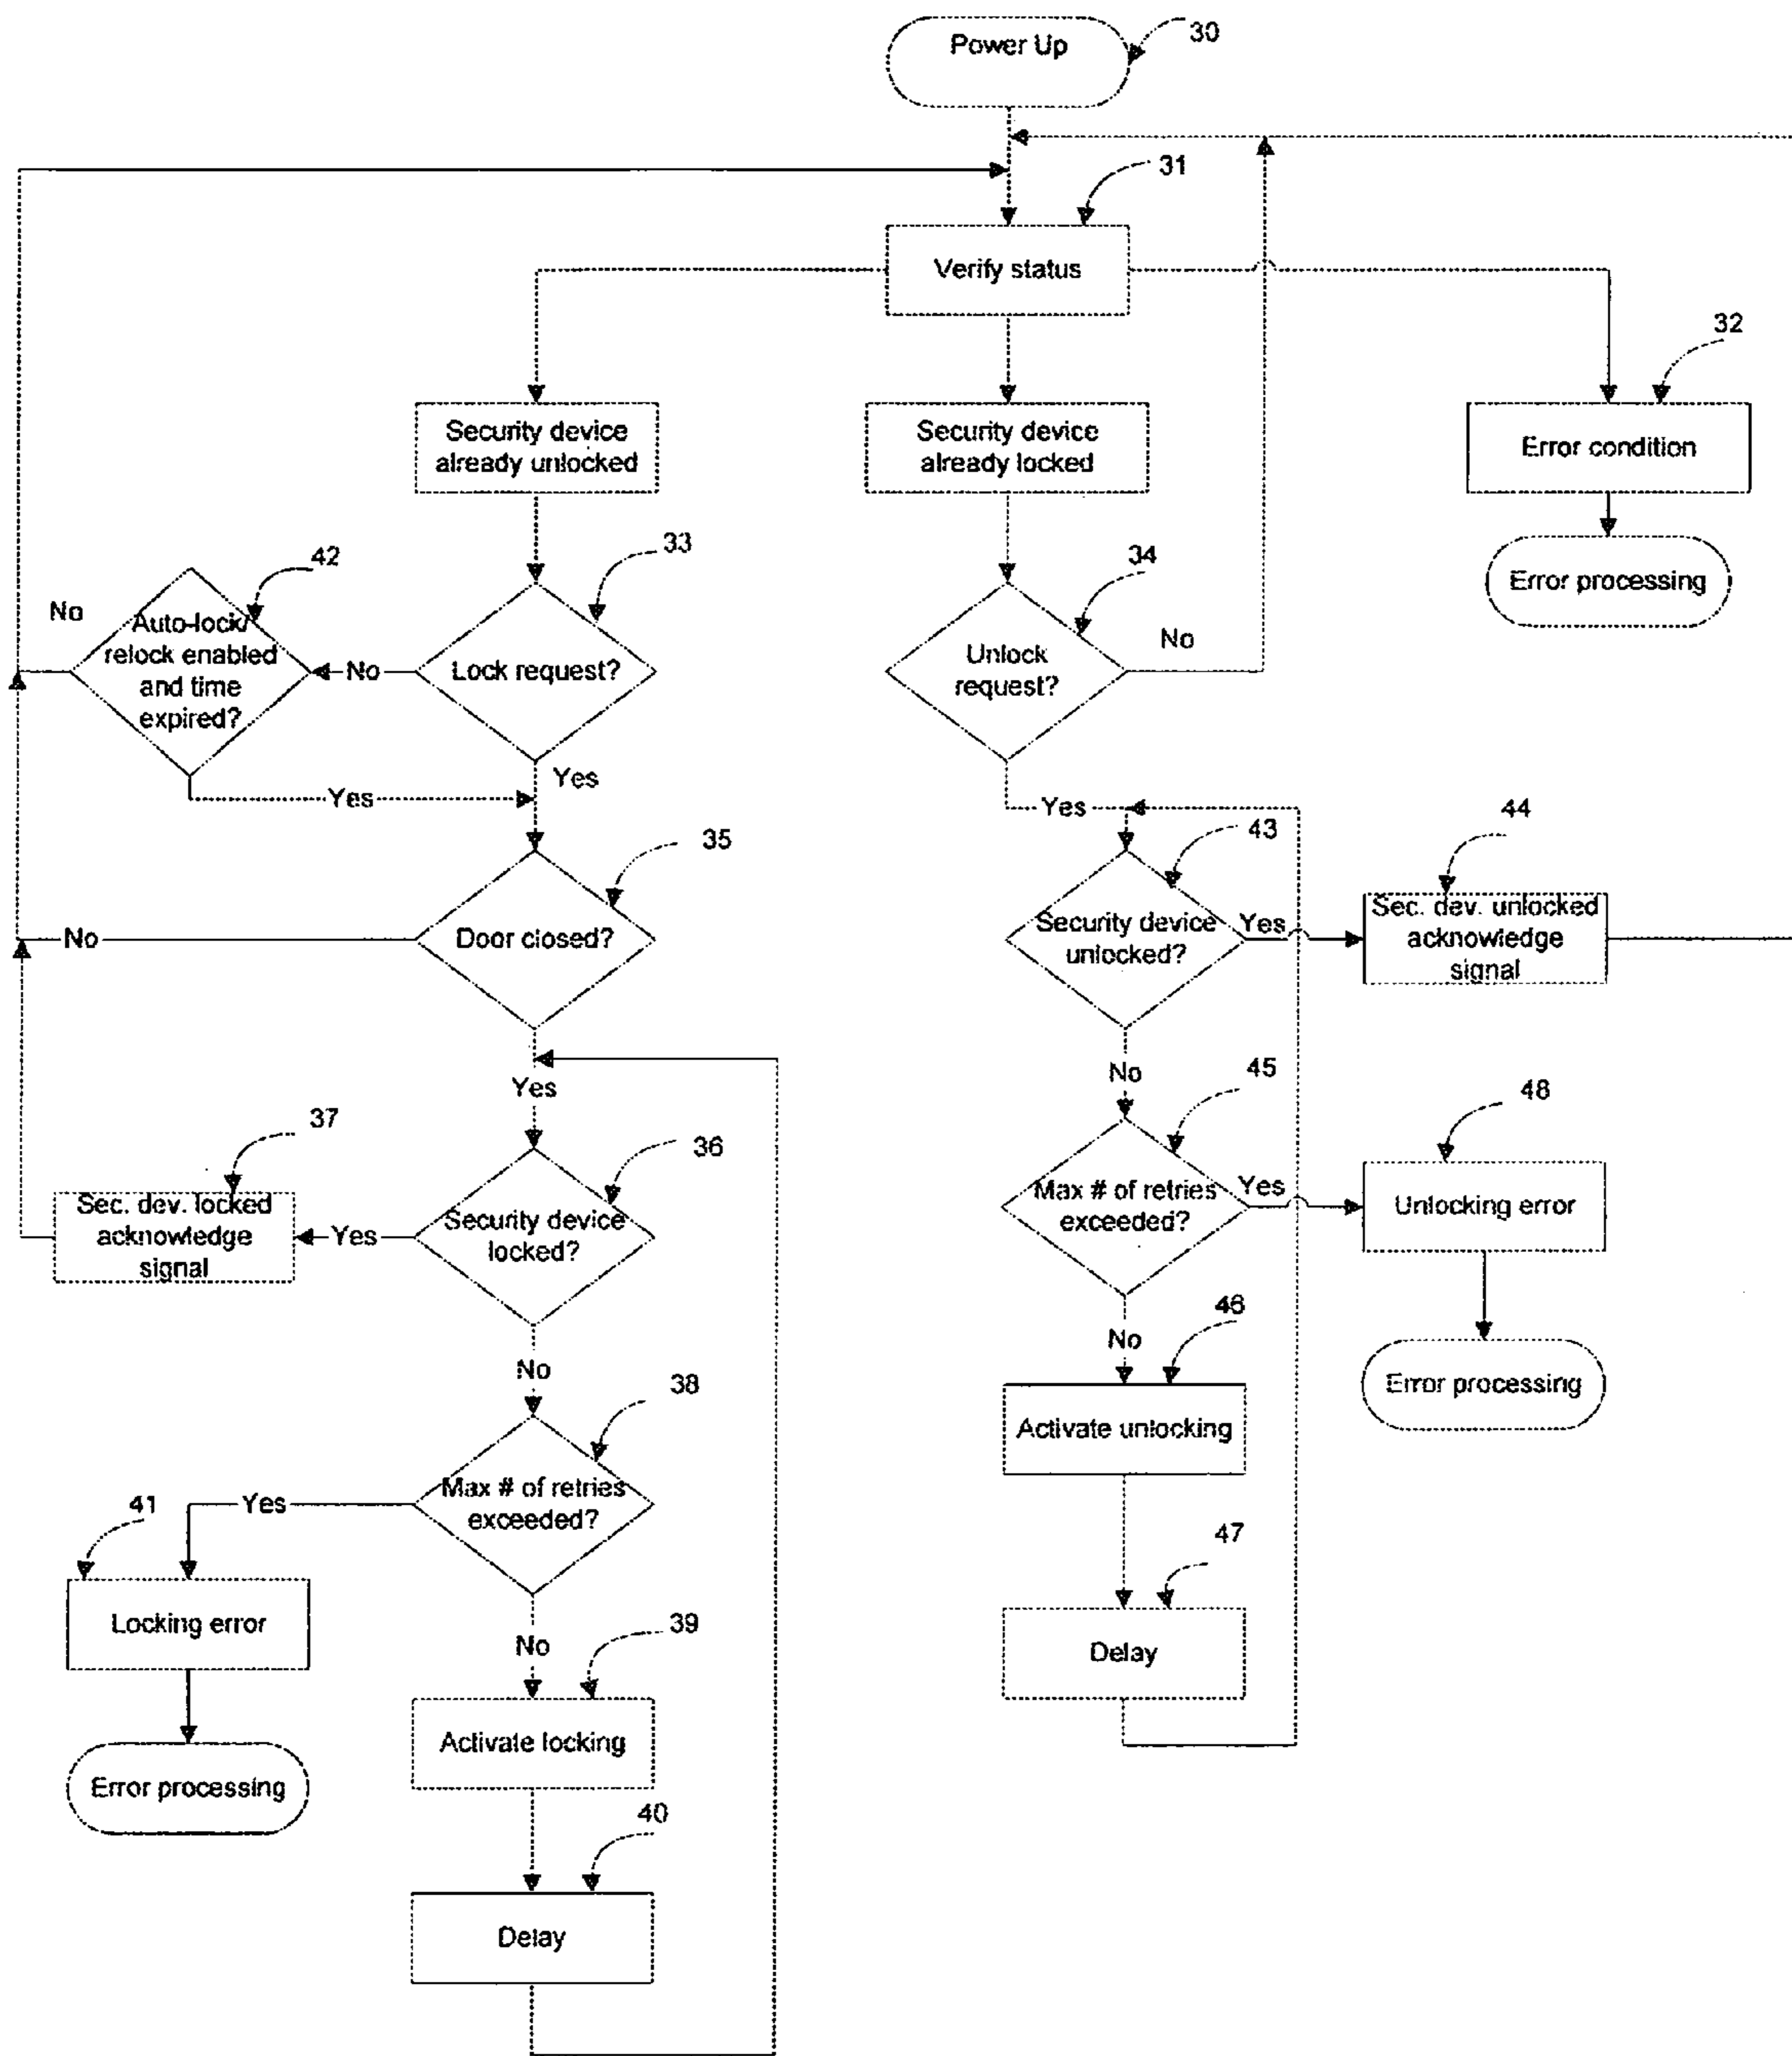 Power Up
30
31
Verify status
32
Security device
already unlocked
Security device
already locked
Error condition
Error processing
42
33
34
No
Auto-lock/
relock enabled
and time
expired?
No
Lock request?
Unlock
request?
No
Yes
Yes
Yes
35
43
44
Door closed?
No
Security device
unlocked?
Yes
Sec. dev. unlocked
acknowledge
signal
Yes
No
45
48
37
36
Sec. dev. locked
acknowledge
signal
Yes
Security device
locked?
Max # of retries
exceeded?
Yes
Unlocking error
No
No
46
Error processing
38
Activate unlocking
41
Yes
Max # of retries
exceeded?
47
Locking error
No
39
Delay
Activate locking
Error processing
40
Delay